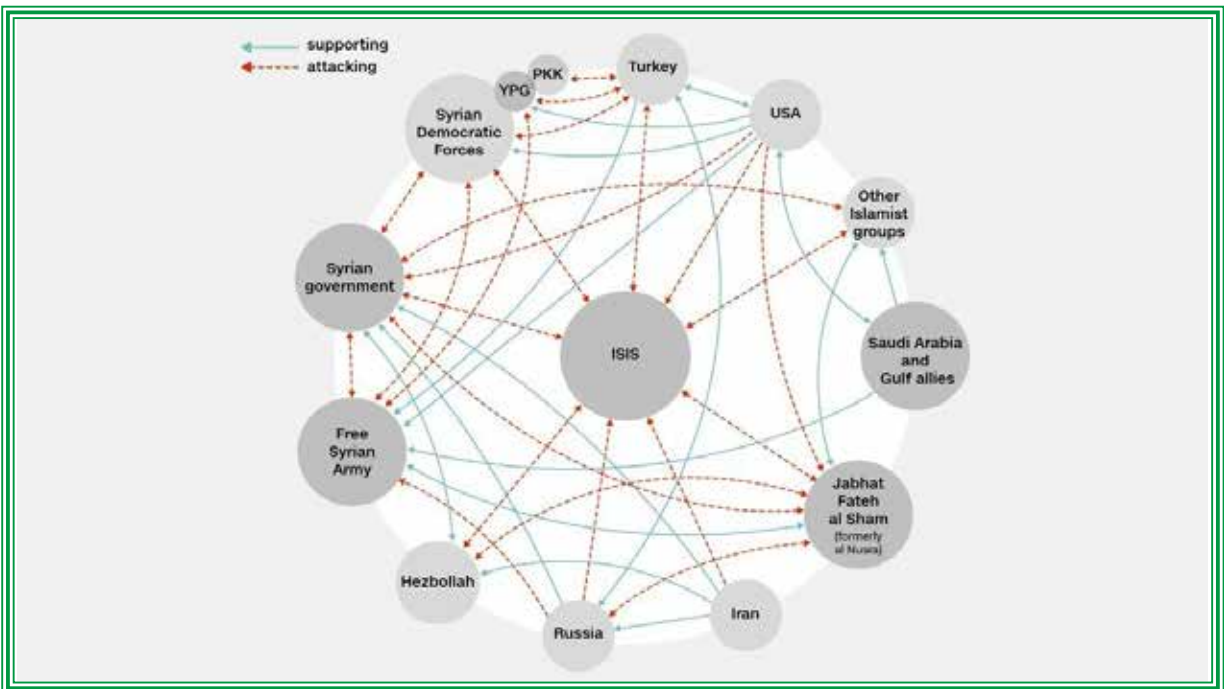 supporting
attacking
PKK
YPG
Turkey
USA
Syrian
Democratic
Forces
Other
Islamist
groups
Syrian
government
ISIS
Saudi Arabia
and
Gulf allies
Free
Syrian
Army
Jabhat
Fateh
al Sham
(formerly
al Nusra)
Hezbollah
Russia
Iran